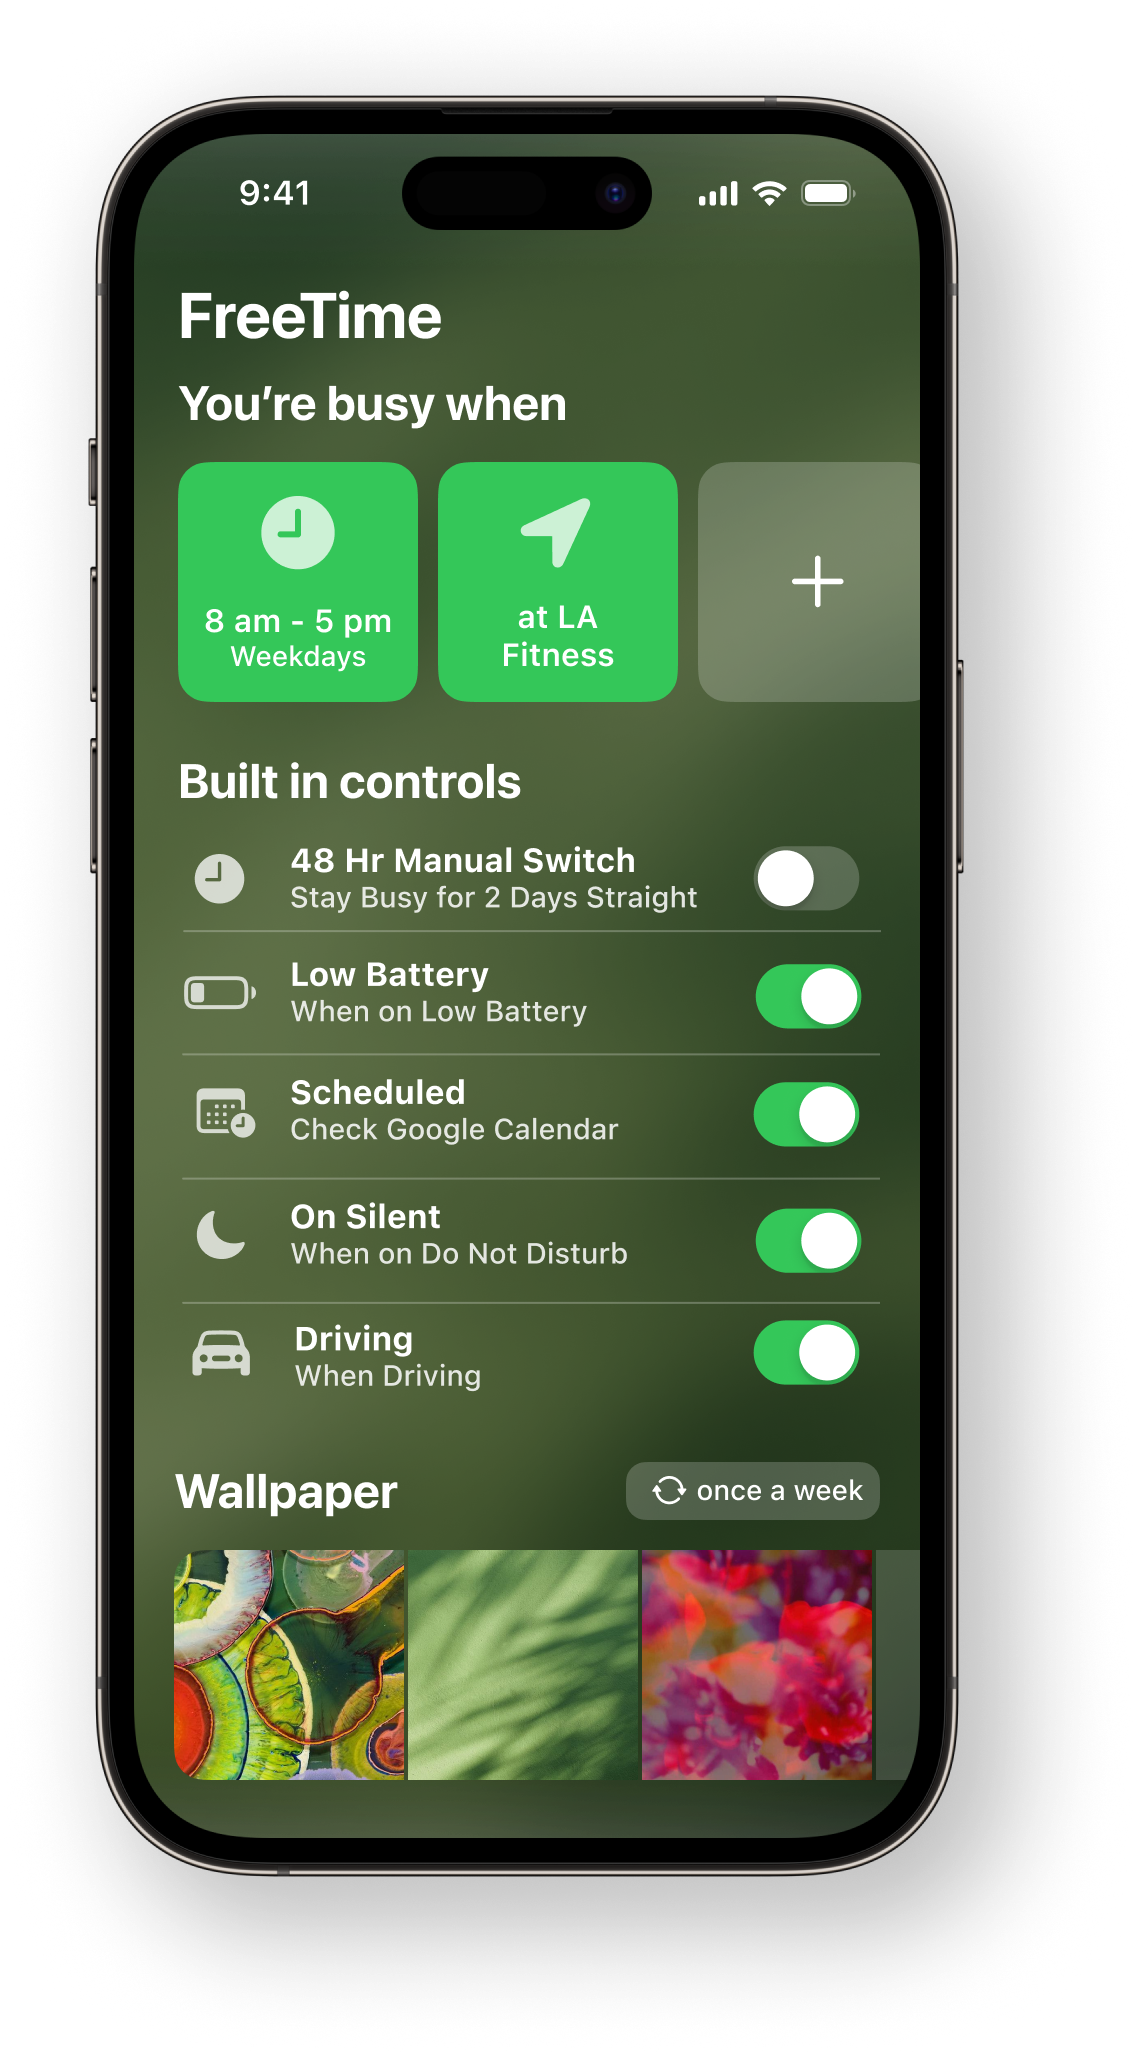 9:41
FreeTime
You’re busy when
8 am - 5 pm
Weekdays
at LA
Fitness
Built in controls
48 Hr Manual Switch
Stay Busy for 2 Days Straight
Low Battery
When on Low Battery
Scheduled
Check Google Calendar
On Silent
When on Do Not Disturb
Driving
When Driving
Wallpaper
once a week